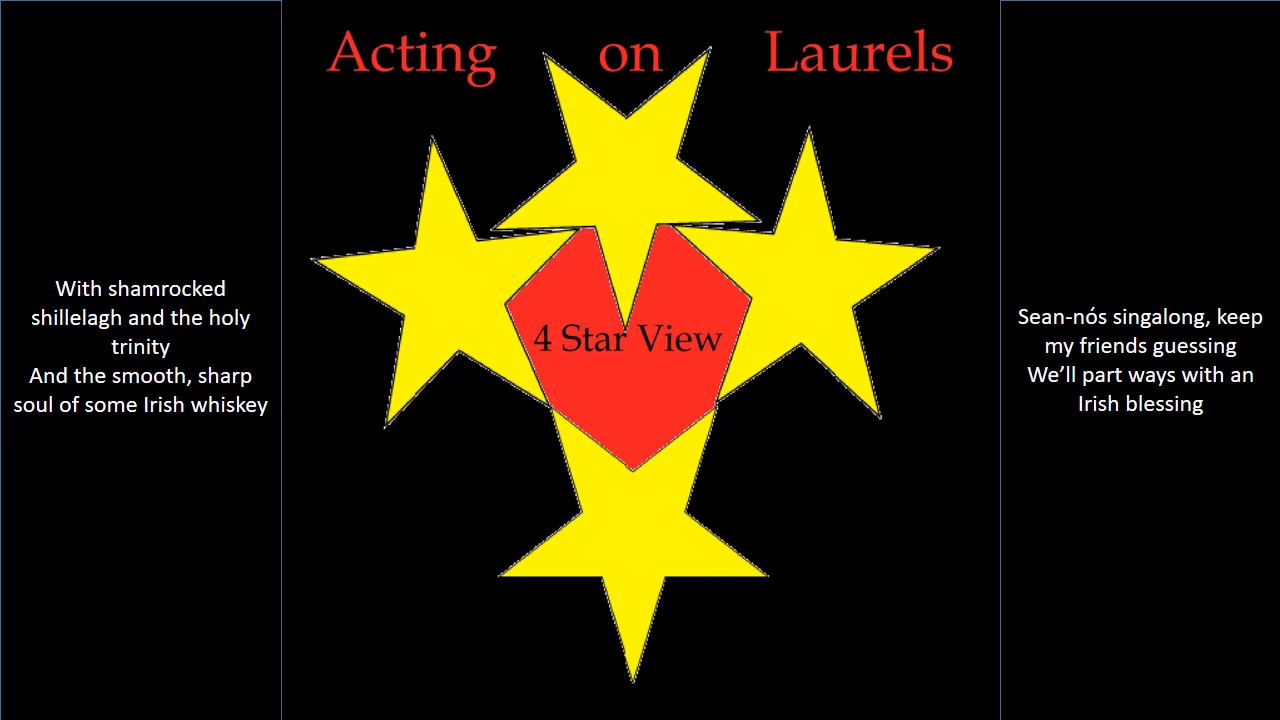 Acting on Laurels
With shamrocked
shillelagh and the holy
trinity
And the smooth, sharp
soul of some Irish whiskey
4 Star View
Sean-nós singalong, keep
my friends guessing
We’ll part ways with an
Irish blessing